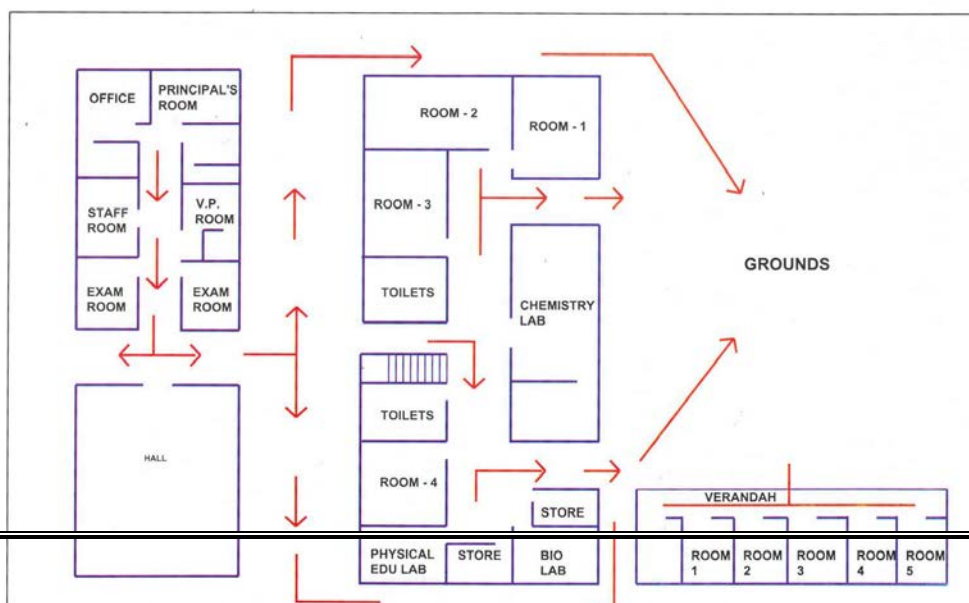 OFFICE
PRINCIPAL'S
ROOM
ROOM - 2
ROOM - 1
STAFF
ROOM
V.P.
ROOM
ROOM - 3
GROUNDS
EXAM
ROOM
EXAM
ROOM
TOILETS
CHEMISTRY
LAB
TOILETS
HALL
ROOM - 4
VERANDAH
STORE
PHYSICAL
EDU LAB
STORE
BIO
LAB
ROOM
1
ROOM
2
ROOM
3
ROOM
4
ROOM
5